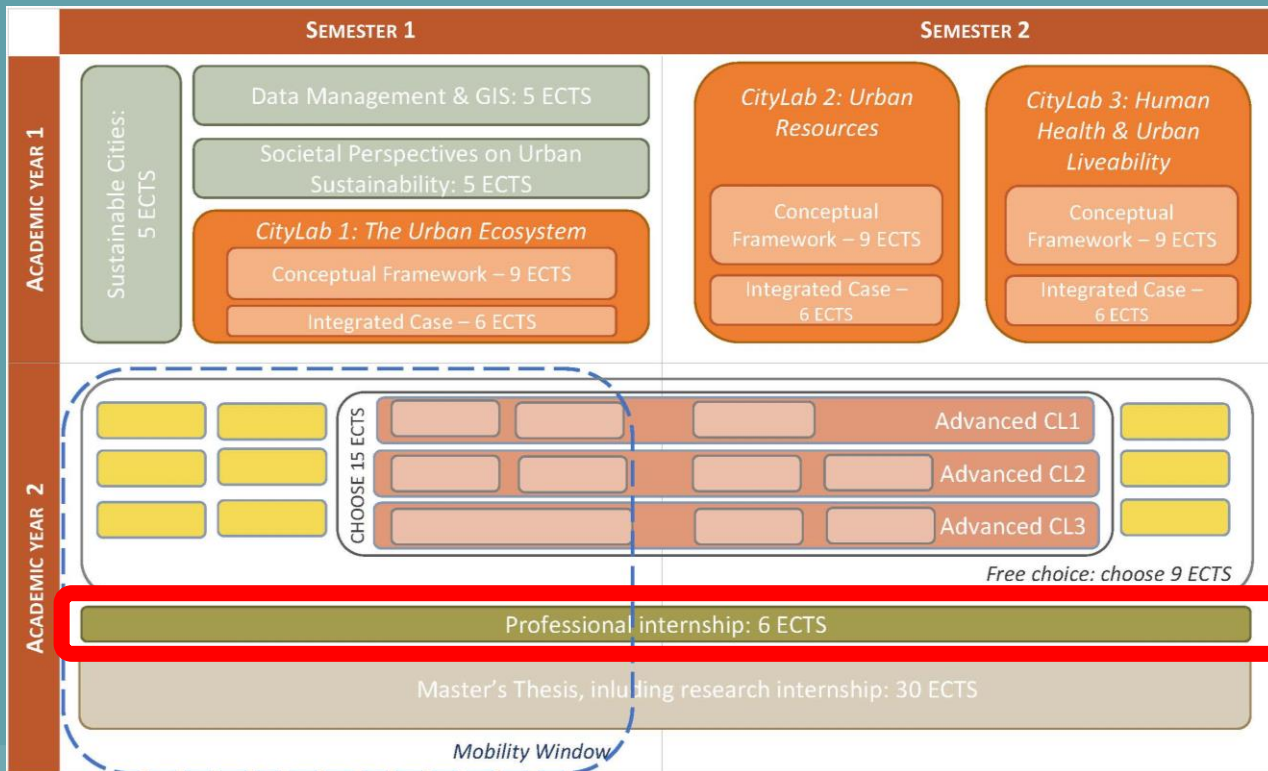 SEMESTER 1
SEMESTER 2
ACADEMIC YEAR 1
Sustainable Cities:
5 ECTS
Data Management & GIS: 5 ECTS
Societal Perspectives on Urban
Sustainability: 5 ECTS
CityLab 1: The Urban Ecosystem
Conceptual Framework – 9 ECTS
Integrated Case – 6 ECTS
CityLab 2: Urban
Resources
Conceptual
Framework – 9 ECTS
Integrated Case –
6 ECTS
CityLab 3: Human
Health & Urban
Liveability
Conceptual
Framework – 9 ECTS
Integrated Case –
6 ECTS
ACADEMIC YEAR 2
CHOOSE 15 ECTS
Advanced CL1
Advanced CL2
Advanced CL3
Free choice: choose 9 ECTS
Professional internship: 6 ECTS
Master's Thesis, inluding research internship: 30 ECTS
Mobility Window